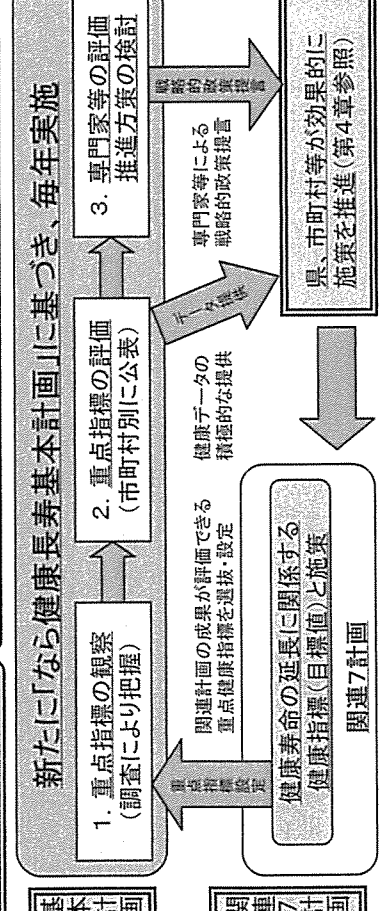 新たに「なら健康長寿基本計画」に基づき、毎年実施
基本計画
1. 重点指標の観察
(調査により把握)
2. 重点指標の評価
(市町村別に公表)
3. 専門家等の評価
推進方策の検討
重点指標設定
関連計画の成果が評価できる
重点健康指標を選抜・設定
健康データの
積極的な提供
データ提供
専門家等による
戦略的政策提言
戦略的政策提言
関連7計画
健康寿命の延長に関係する
健康指標(目標値)と施策
関連7計画
県、市町村等が効果的に
施策を推進(第4章参照)